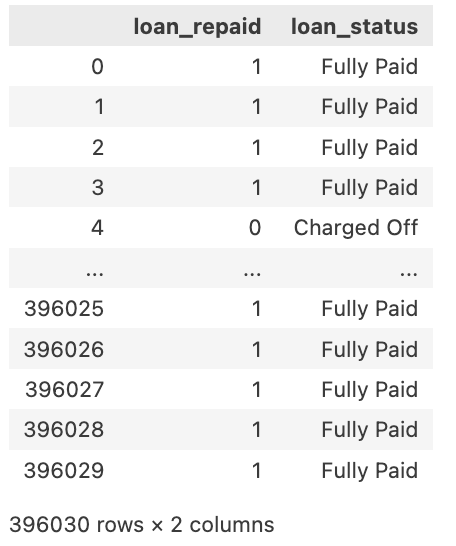 loan_repaid loan_status
0 1 Fully Paid
1 1 Fully Paid
2 1 Fully Paid
3 1 Fully Paid
4 0 Charged Off
... ... ...
396025 1 Fully Paid
396026 1 Fully Paid
396027 1 Fully Paid
396028 1 Fully Paid
396029 1 Fully Paid
396030 rows × 2 columns